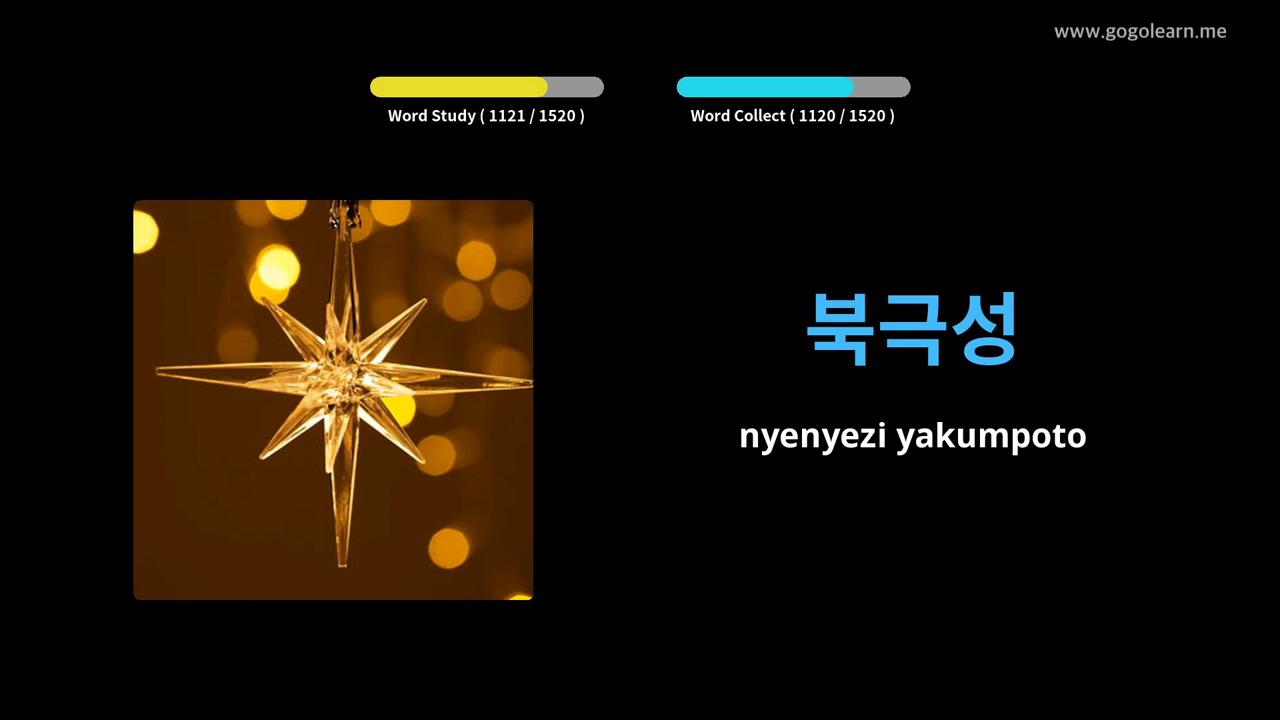 www.gogolearn.me
Word Study ( 1121 / 1520 )
Word Collect ( 1120 / 1520 )
북극성
nyenyezi yakumpoto